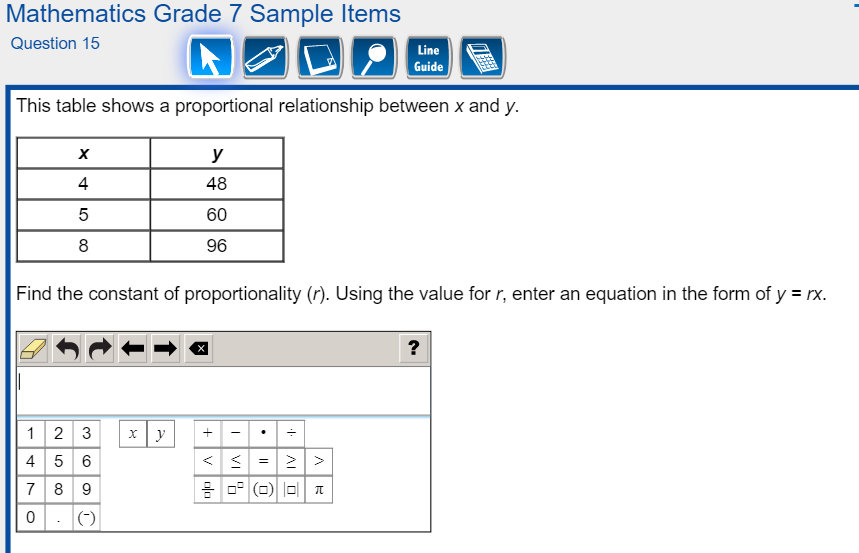 Mathematics Grade 7 Sample Items
Question 15
Line
Guide
This table shows a proportional relationship between x and y.
x y
4 48
5 60
8 96
Find the constant of proportionality (r). Using the value for r, enter an equation in the form of y = rx.
?
1 2 3 x y + − • ÷
4 5 6 < ≤ = ≥ >
7 8 9 □/□ □□ (□) |□| π
0 . (-)